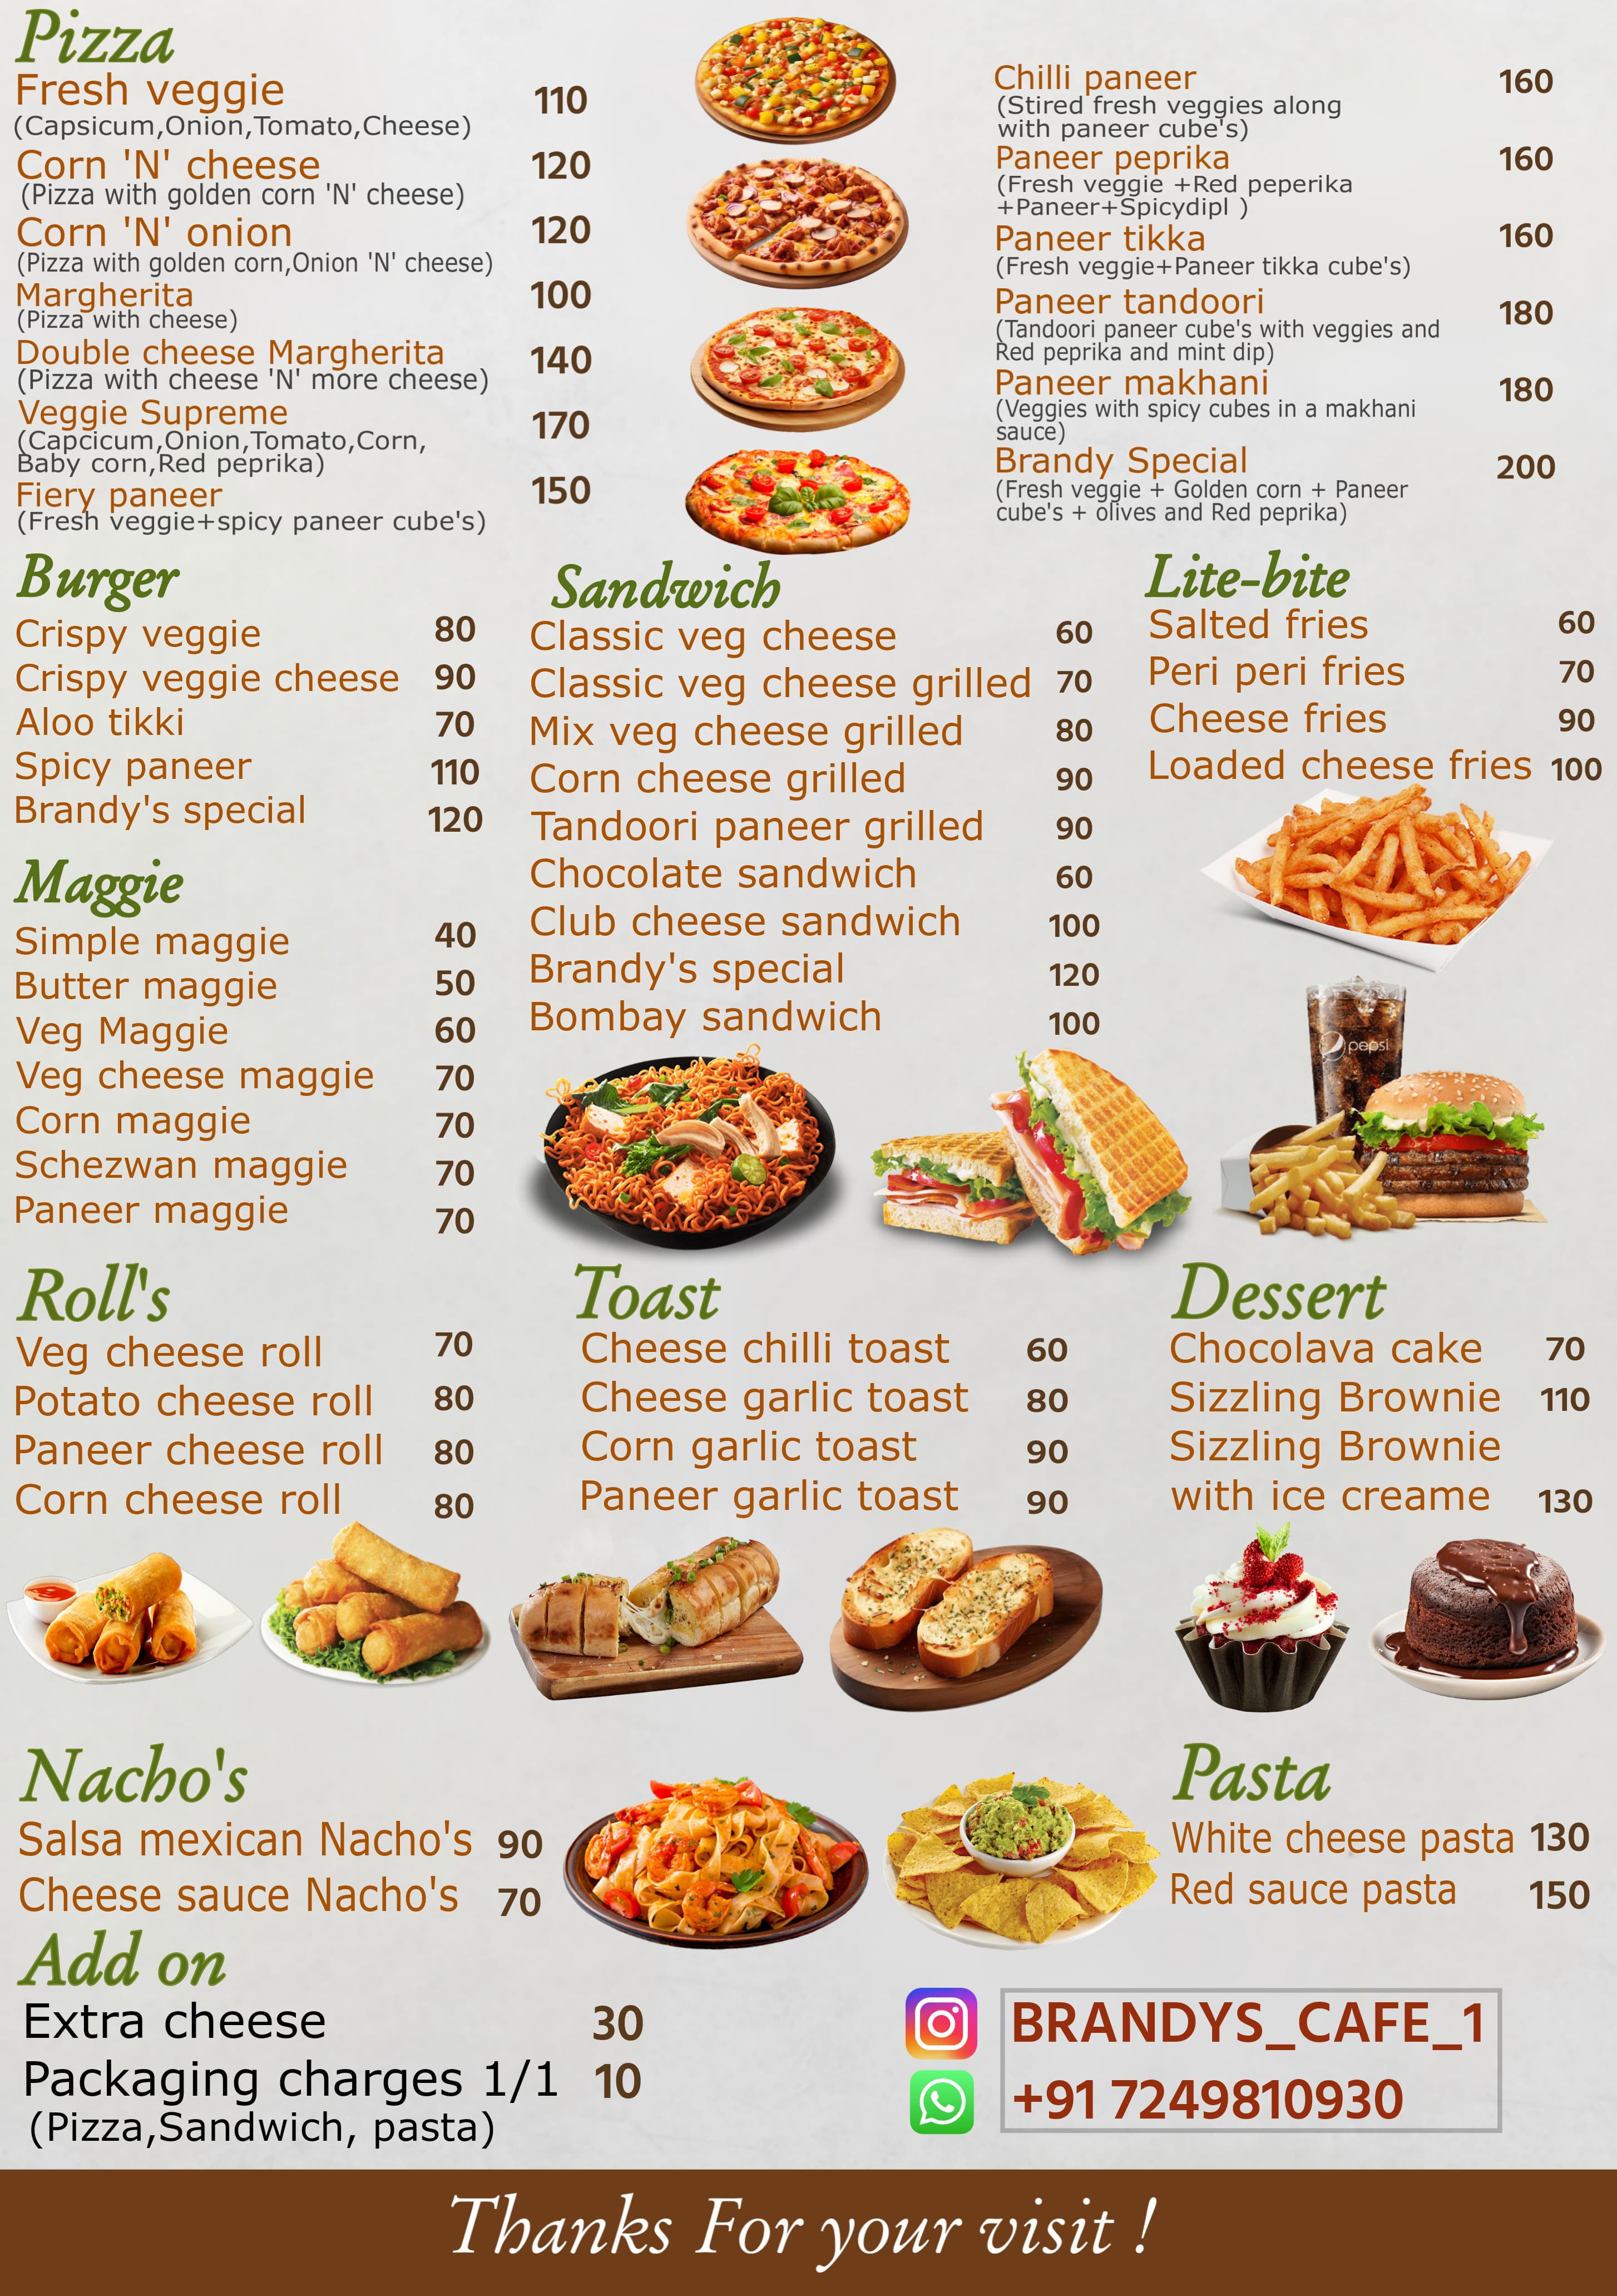 Pizza
Fresh veggie 110
(Capsicum,Onion,Tomato,Cheese)
Corn 'N' cheese 120
(Pizza with golden corn 'N' cheese)
Corn 'N' onion 120
(Pizza with golden corn,Onion 'N' cheese)
Margherita 100
(Pizza with cheese)
Double cheese Margherita 140
(Pizza with cheese 'N' more cheese)
Veggie Supreme 170
(Capcicum,Onion,Tomato,Corn,
Baby corn,Red peprika)
Fiery paneer 150
(Fresh veggie+spicy paneer cube's)
Chilli paneer 160
(Stired fresh veggies along
with paneer cube's)
Paneer peprika 160
(Fresh veggie +Red peperika
+Paneer+Spicydipl )
Paneer tikka 160
(Fresh veggie+Paneer tikka cube's)
Paneer tandoori 180
(Tandoori paneer cube's with veggies and
Red peprika and mint dip)
Paneer makhani 180
(Veggies with spicy cubes in a makhani
sauce)
Brandy Special 200
(Fresh veggie + Golden corn + Paneer
cube's + olives and Red peprika)
Burger
Crispy veggie 80
Crispy veggie cheese 90
Aloo tikki 70
Spicy paneer 110
Brandy's special 120
Maggie
Simple maggie 40
Butter maggie 50
Veg Maggie 60
Veg cheese maggie 70
Corn maggie 70
Schezwan maggie 70
Paneer maggie 70
Sandwich
Classic veg cheese 60
Classic veg cheese grilled 70
Mix veg cheese grilled 80
Corn cheese grilled 90
Tandoori paneer grilled 90
Chocolate sandwich 60
Club cheese sandwich 100
Brandy's special 120
Bombay sandwich 100
Lite-bite
Salted fries 60
Peri peri fries 70
Cheese fries 90
Loaded cheese fries 100
pepsi
Roll's
Veg cheese roll 70
Potato cheese roll 80
Paneer cheese roll 80
Corn cheese roll 80
Toast
Cheese chilli toast 60
Cheese garlic toast 80
Corn garlic toast 90
Paneer garlic toast 90
Dessert
Chocolava cake 70
Sizzling Brownie 110
Sizzling Brownie
with ice creame 130
Nacho's
Salsa mexican Nacho's 90
Cheese sauce Nacho's 70
Pasta
White cheese pasta 130
Red sauce pasta 150
Add on
Extra cheese 30
Packaging charges 1/1 10
(Pizza,Sandwich, pasta)
BRANDYS_CAFE_1
+91 7249810930
Thanks For your visit !